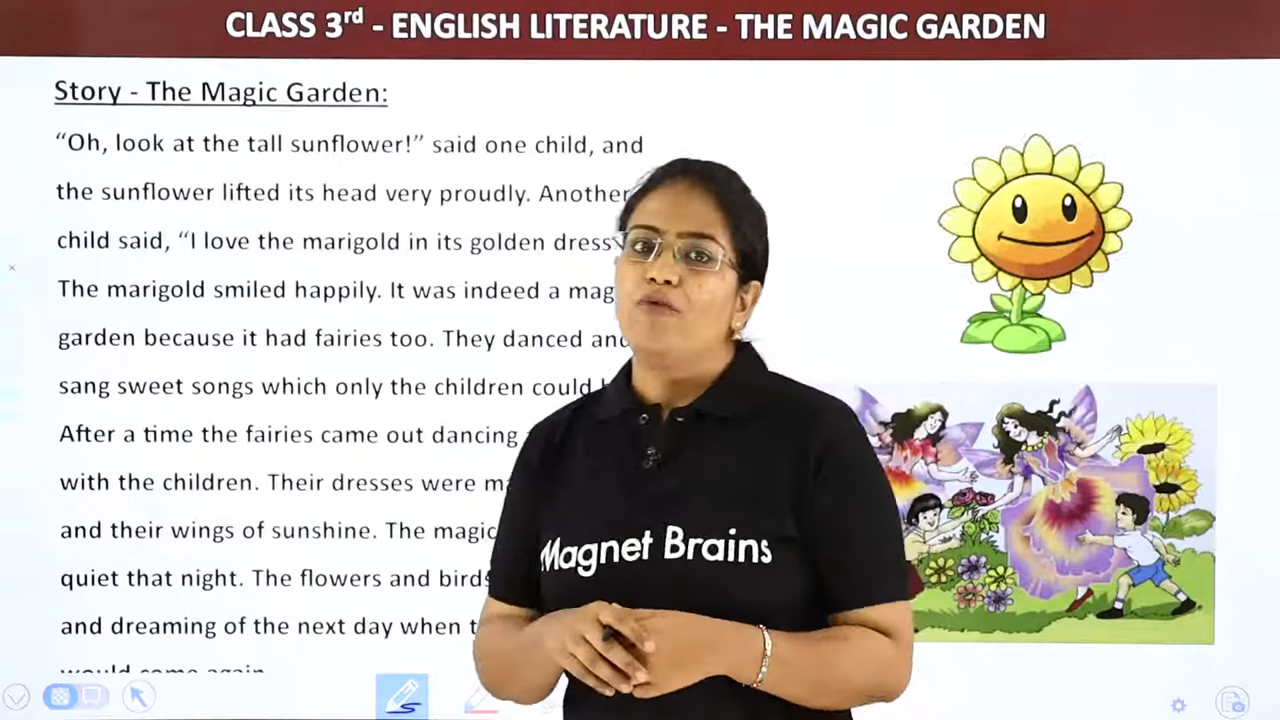 CLASS 3rd - ENGLISH LITERATURE - THE MAGIC GARDEN
Story - The Magic Garden:
“Oh, look at the tall sunflower!” said one child, and
the sunflower lifted its head very proudly. Another
child said, “I love the marigold in its golden dress
The marigold smiled happily. It was indeed a mag
garden because it had fairies too. They danced and
sang sweet songs which only the children could
After a time the fairies came out dancing
with the children. Their dresses were
and their wings of sunshine. The magic
quiet that night. The flowers and birds
and dreaming of the next day when
would come again
Magnet Brains